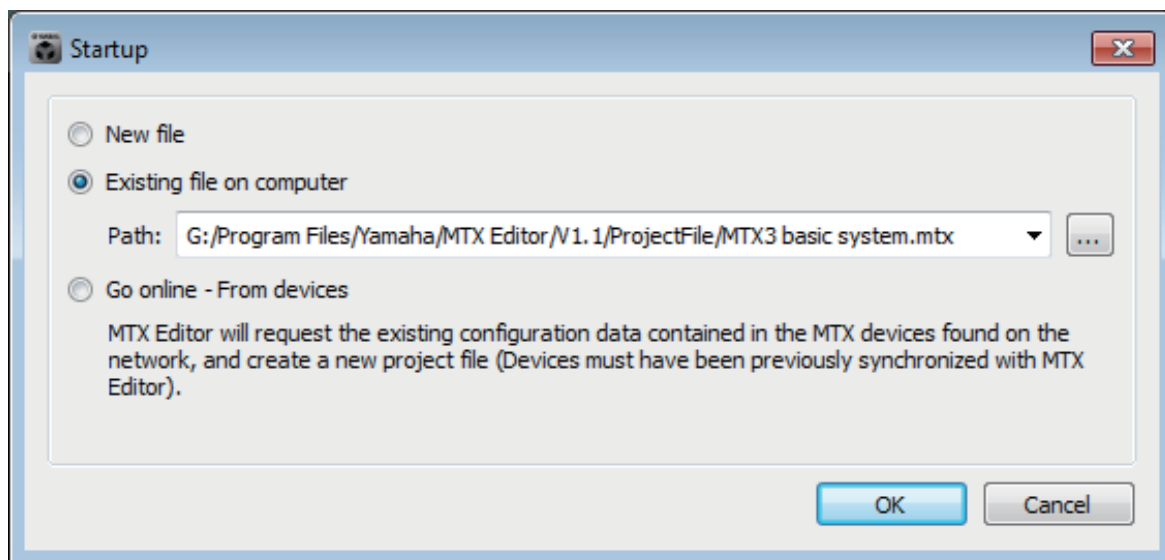 Startup
New file
Existing file on computer
Path: G:/Program Files/Yamaha/MTX Editor/V1.1/ProjectFile/MTX3 basic system.mtx ...
Go online - From devices
MTX Editor will request the existing configuration data contained in the MTX devices found on the
network, and create a new project file (Devices must have been previously synchronized with MTX
Editor).
OK Cancel